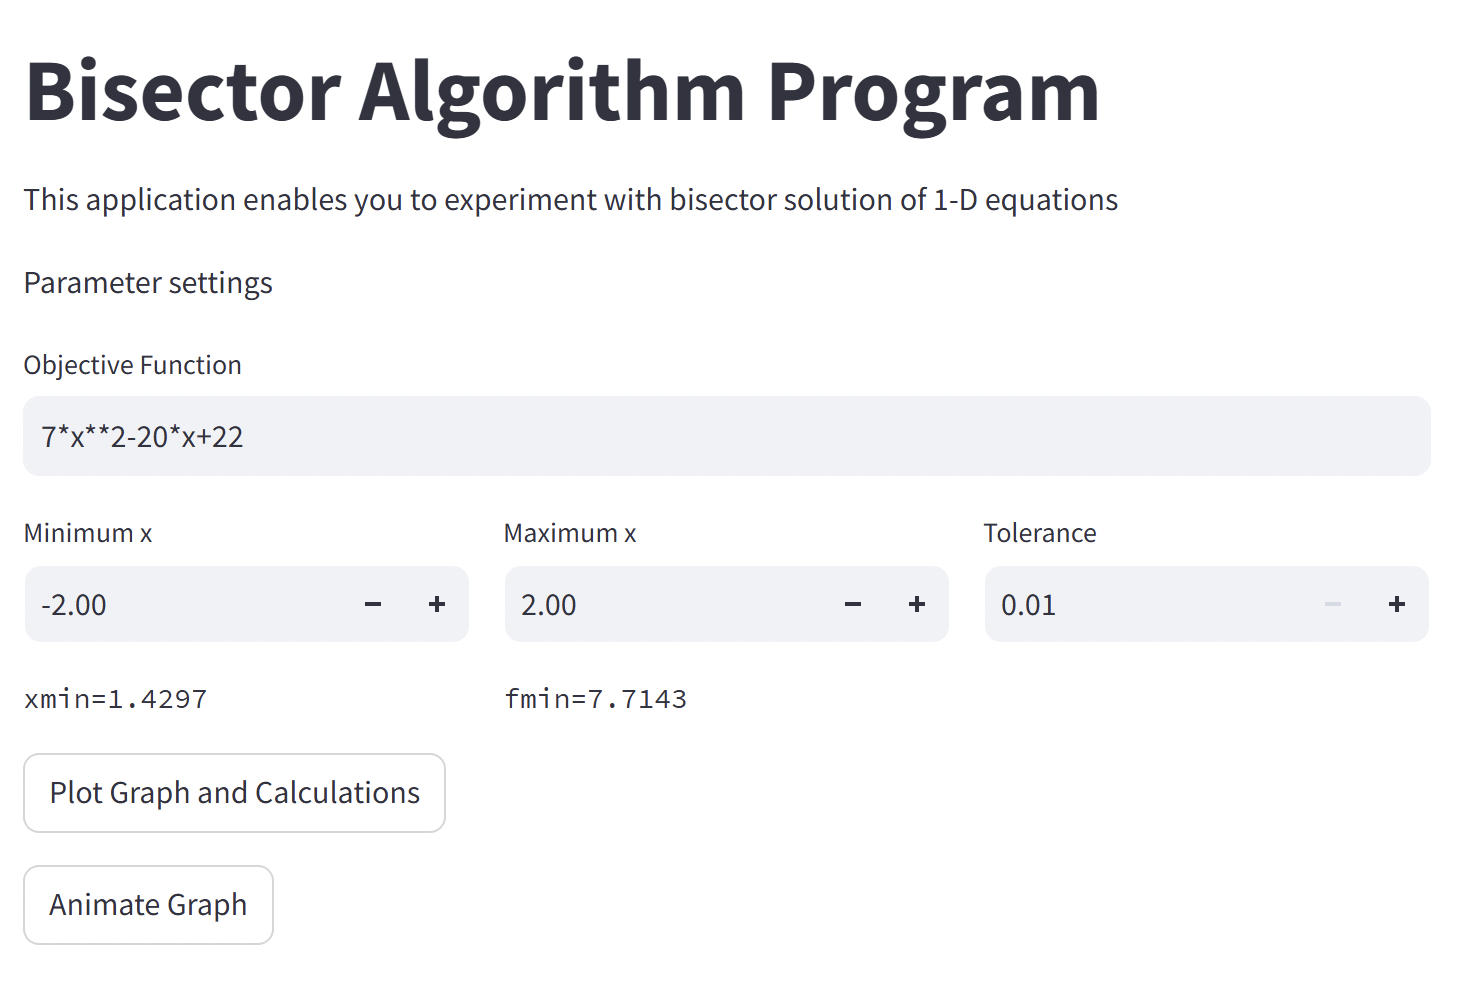 Bisector Algorithm Program
This application enables you to experiment with bisector solution of 1-D equations
Parameter settings
Objective Function
7*x**2-20*x+22
Minimum x Maximum x Tolerance
-2.00 − + 2.00 − + 0.01 − +
xmin=1.4297 fmin=7.7143
Plot Graph and Calculations
Animate Graph